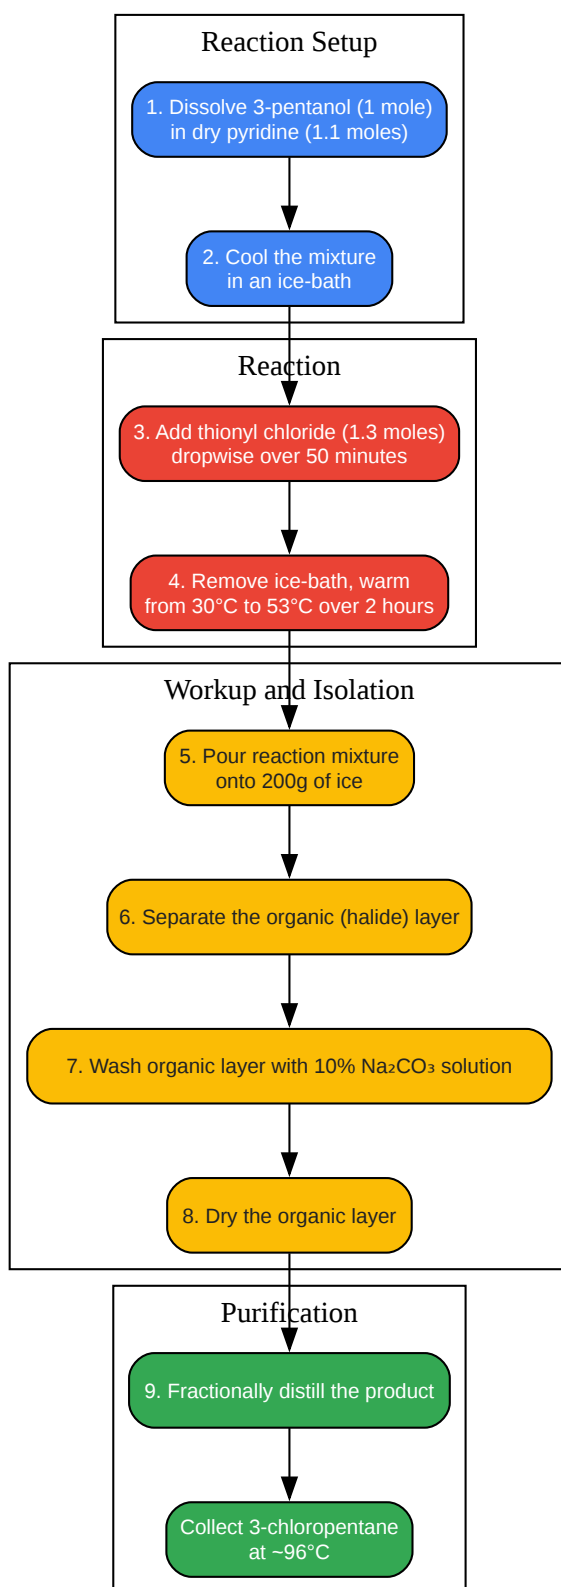 Reaction Setup
1. Dissolve 3-pentanol (1 mole)
in dry pyridine (1.1 moles)
2. Cool the mixture
in an ice-bath
Reaction
3. Add thionyl chloride (1.3 moles)
dropwise over 50 minutes
4. Remove ice-bath, warm
from 30°C to 53°C over 2 hours
Workup and Isolation
5. Pour reaction mixture
onto 200g of ice
6. Separate the organic (halide) layer
7. Wash organic layer with 10% Na₂CO₃ solution
8. Dry the organic layer
Purification
9. Fractionally distill the product
Collect 3-chloropentane
at ~96°C